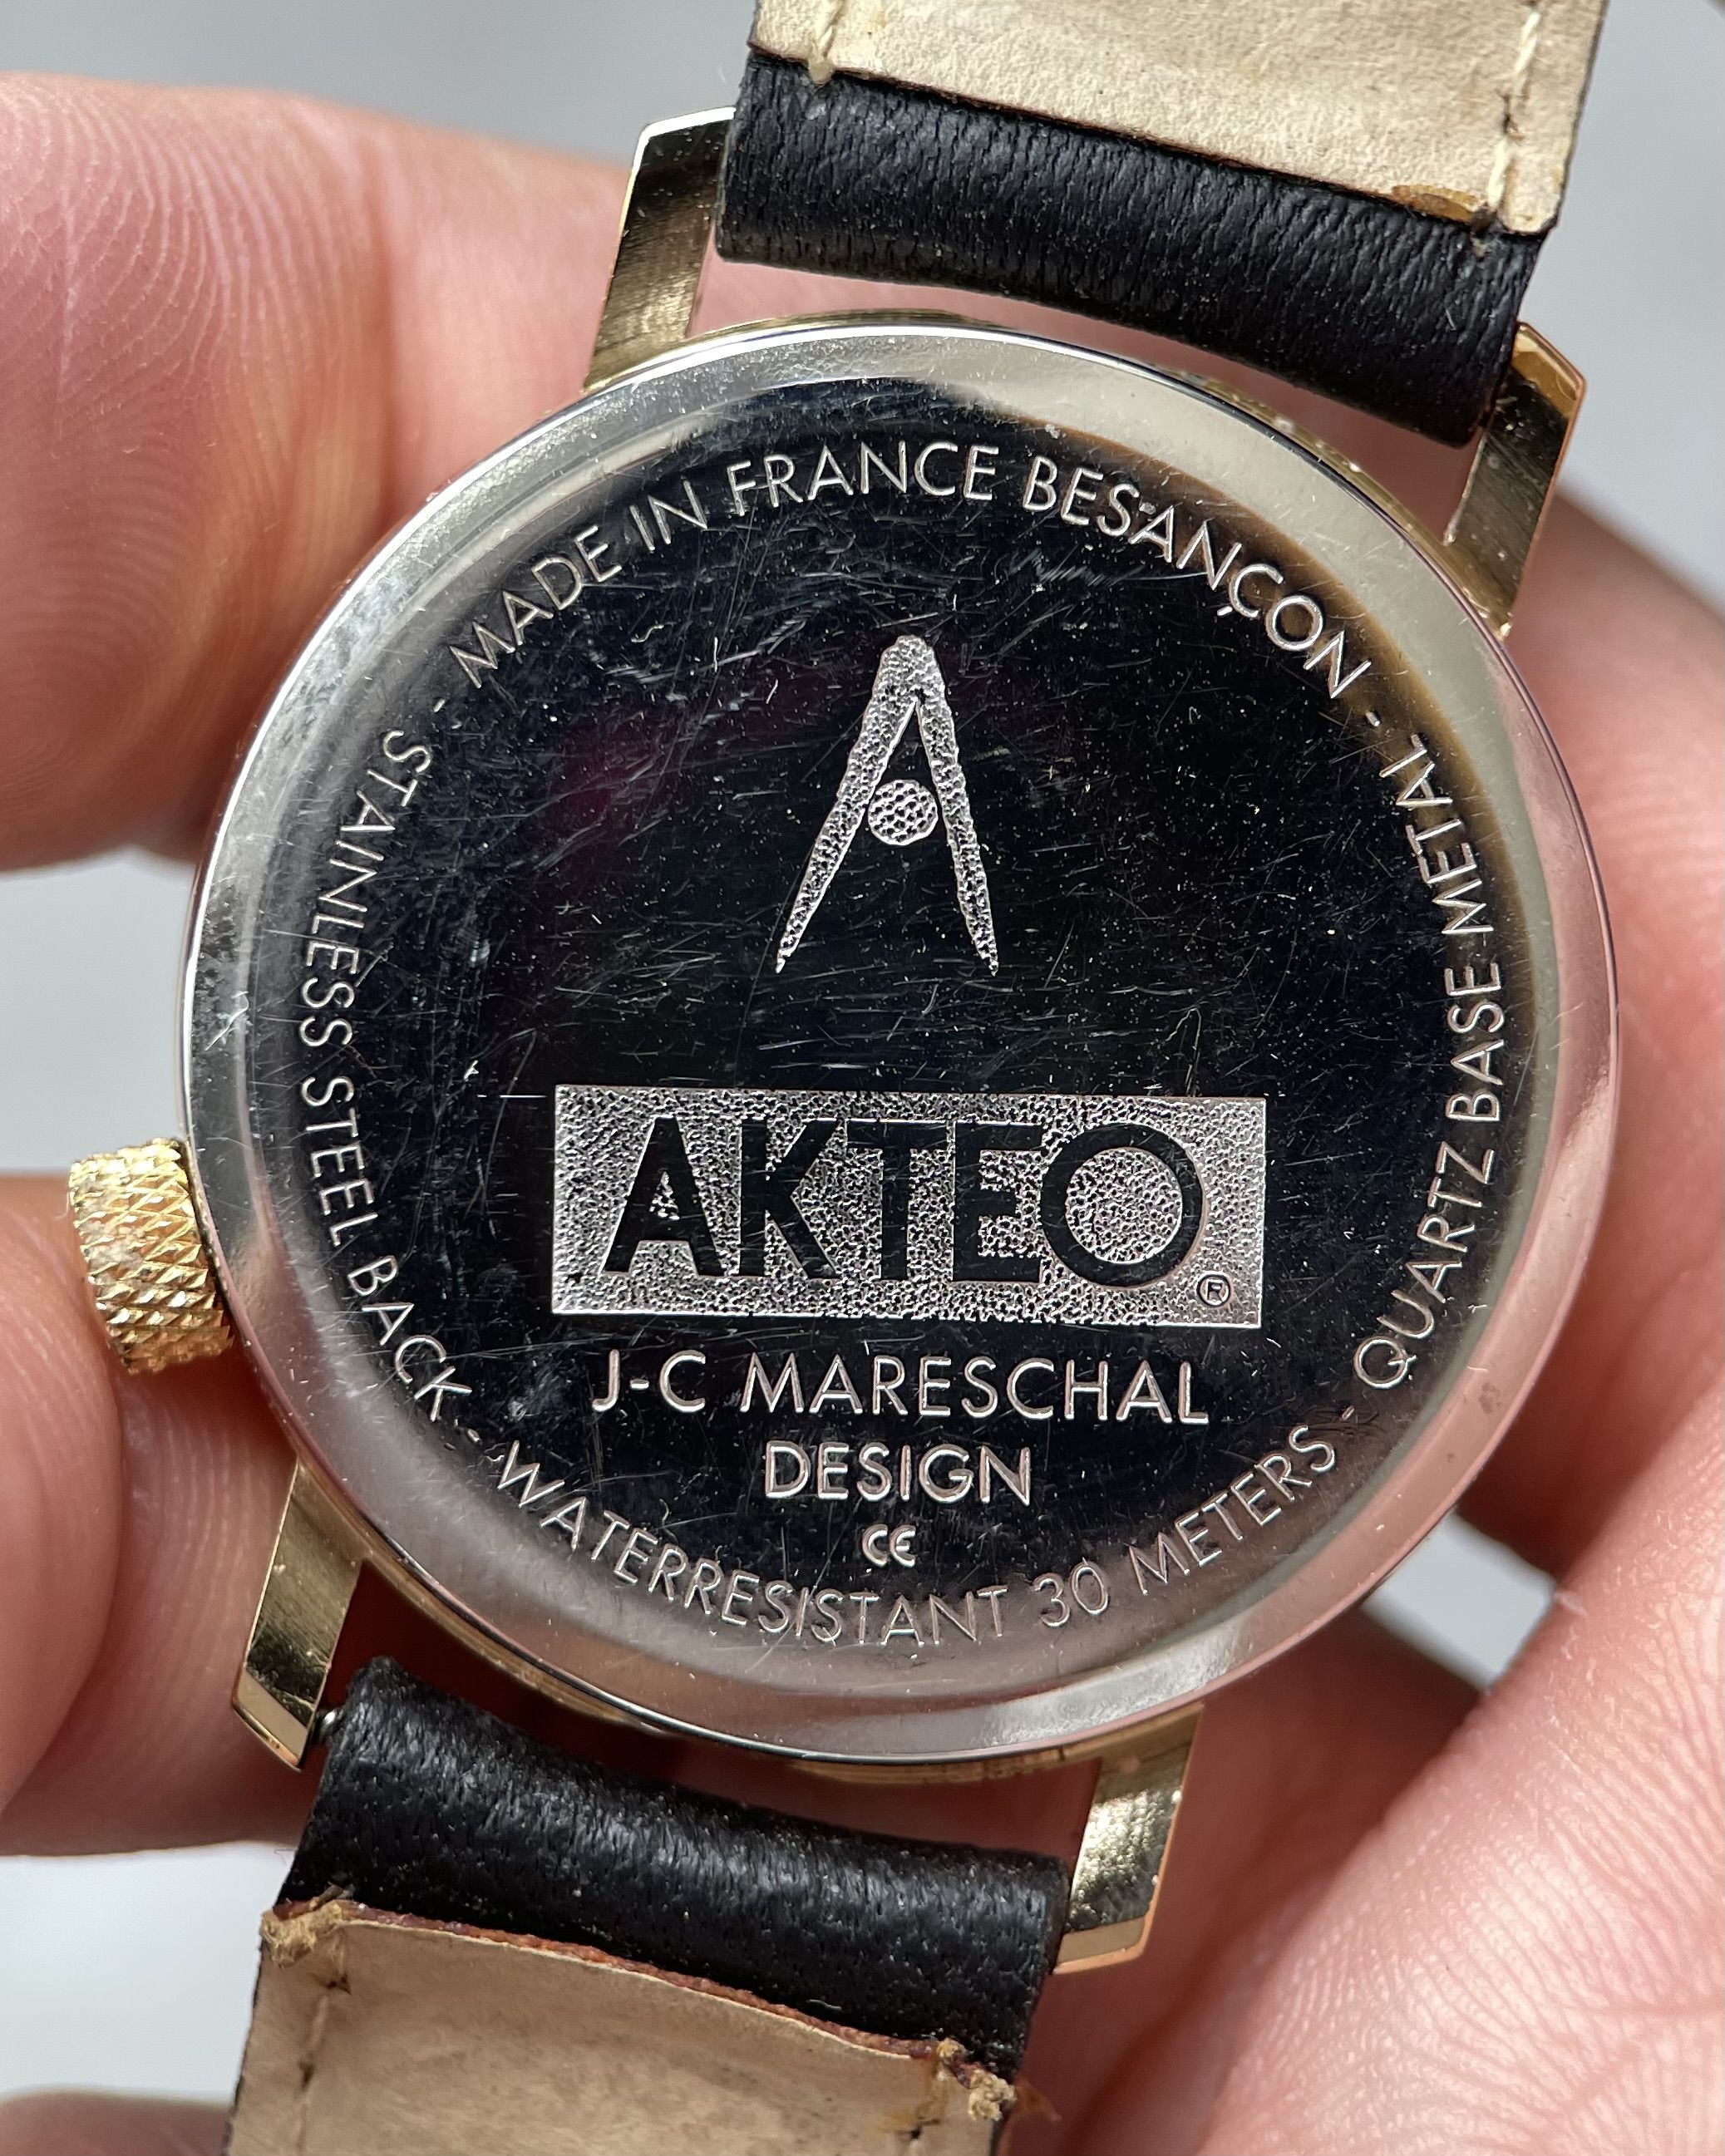 MADE IN FRANCE BESANÇON - QUARTZ BASE METAL - WATERRESISTANT 30 METERS - STAINLESS STEEL BACK -
AKTEO®
J-C MARESCHAL
DESIGN
CE